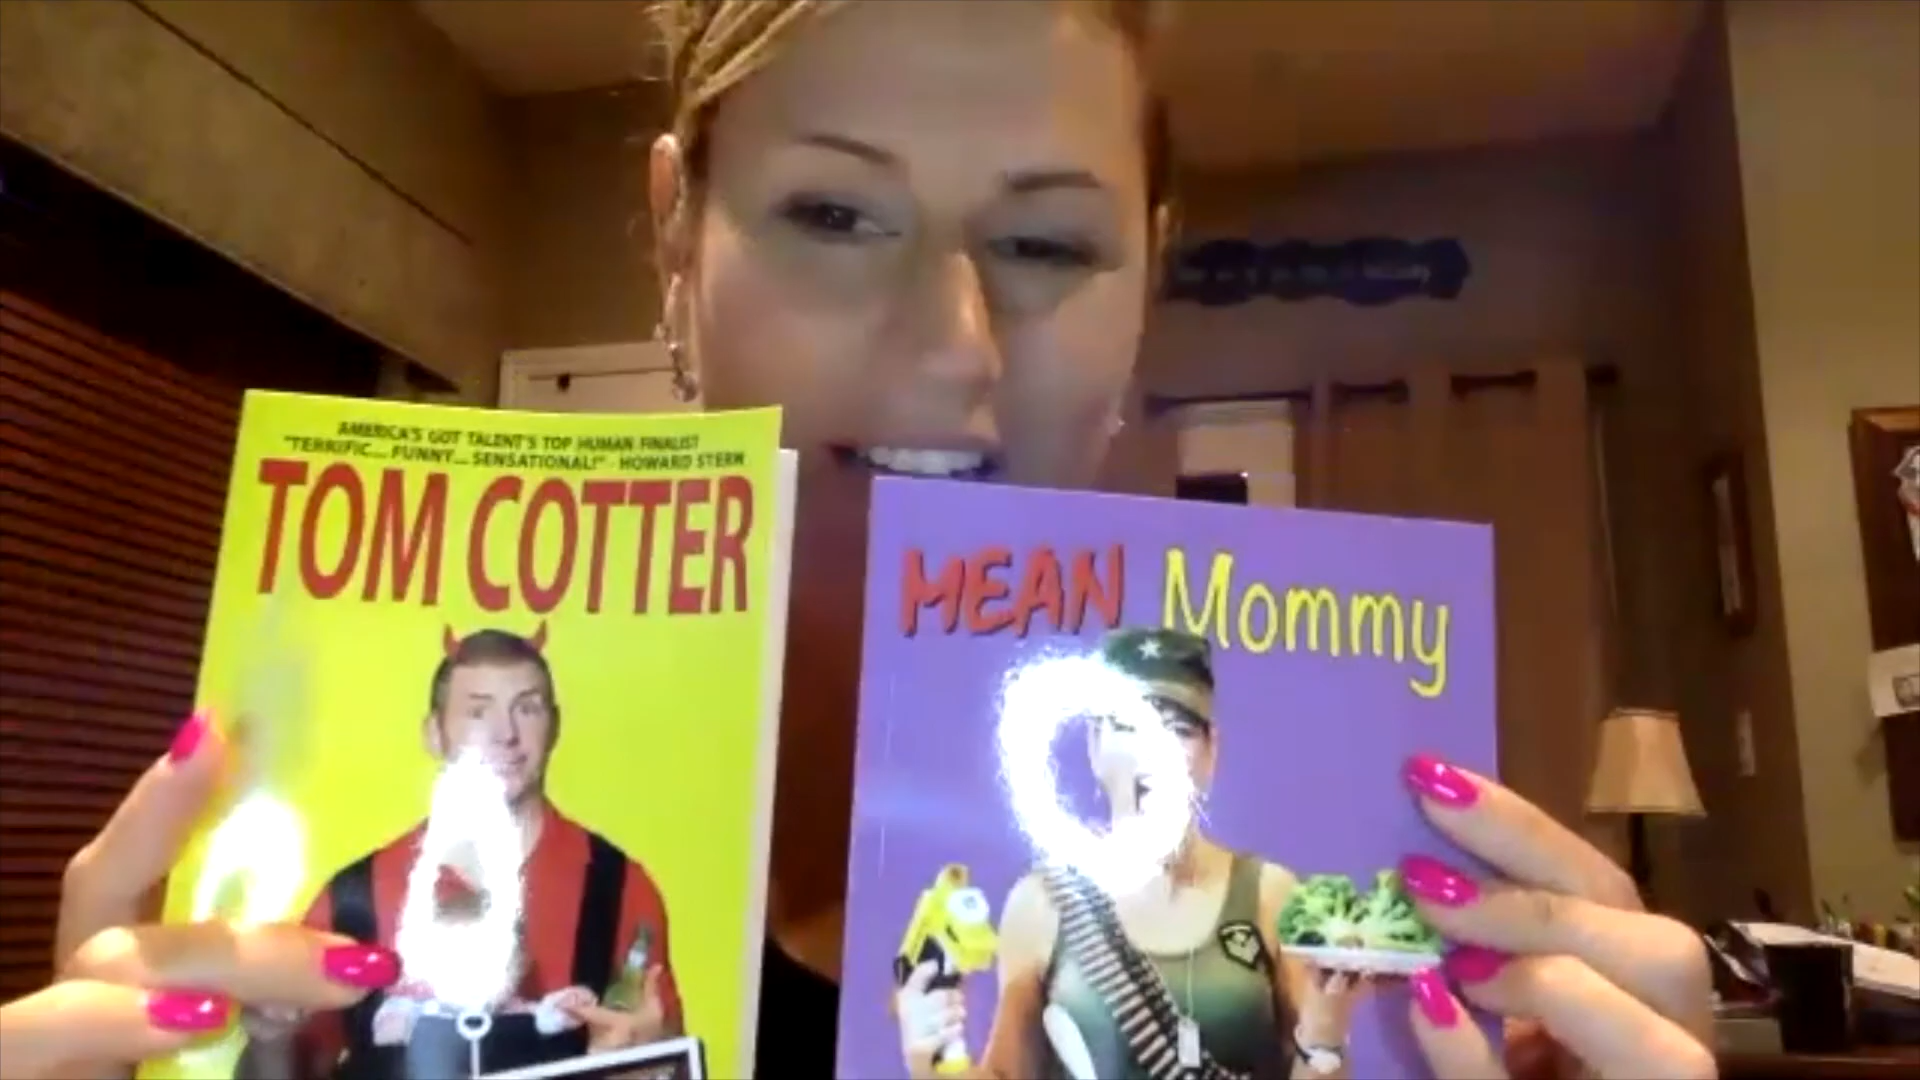 AMERICA'S GOT TALENT'S TOP HUMAN FINALIST
"TERRIFIC... FUNNY... SENSATIONAL!" - HOWARD STERN
TOM COTTER
MEAN Mommy